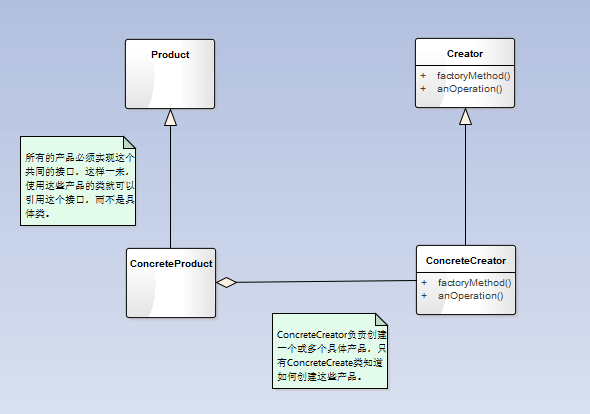 Product
Creator
+ factoryMethod()
+ anOperation()
所有的产品必须实现这个
共同的接口，这样一来，
使用这些产品的类就可以
引用这个接口，而不是具
体类。
ConcreteProduct
ConcreteCreator
+ factoryMethod()
+ anOperation()
ConcreteCreator负责创建
一个或多个具体产品，只
有ConcreteCreate类知道
如何创建这些产品。